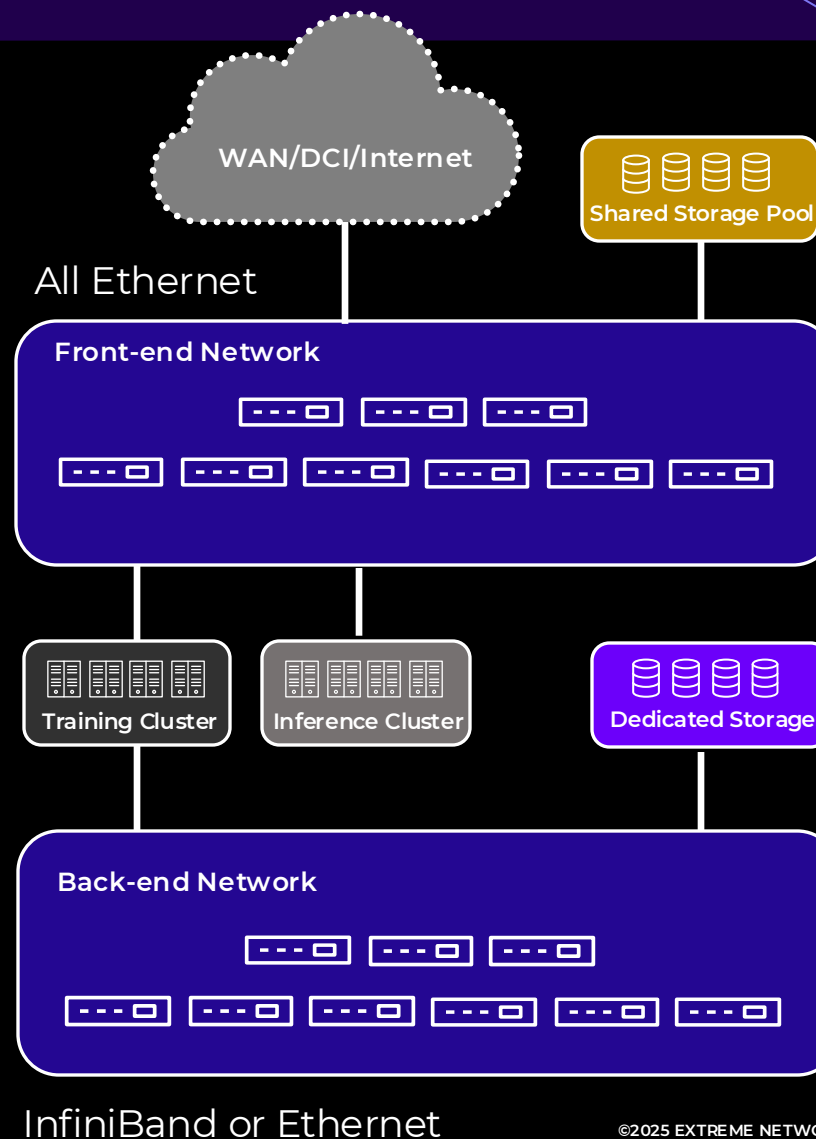 WAN/DCI/Internet
Shared Storage Pool
All Ethernet
Front-end Network
Training Cluster
Inference Cluster
Dedicated Storage
Back-end Network
InfiniBand or Ethernet
©2025 EXTREME NETWO